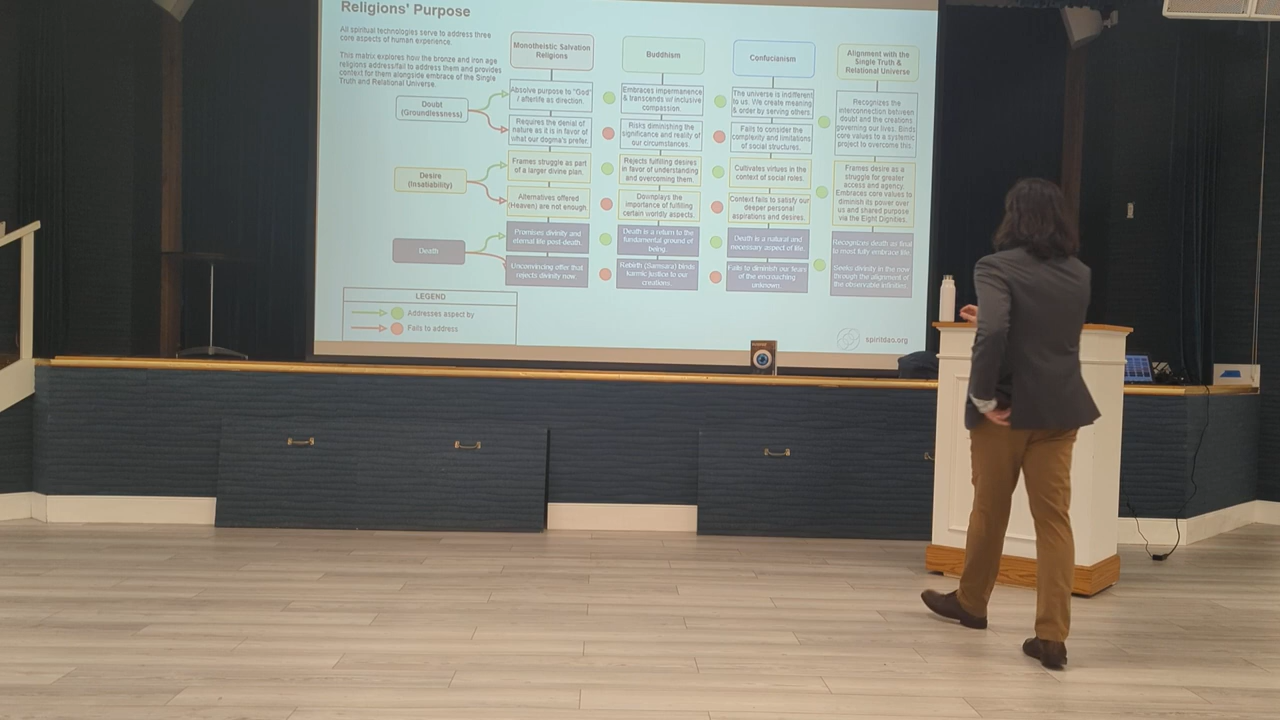 Religions' Purpose
All spiritual technologies serve to address three
core aspects of human experience.
This matrix explores how the bronze and iron age
religions address/fail to address them and provides
context for them alongside embrace of the Single
Truth and Relational Universe.
Monotheistic Salvation
Religions
Buddhism
Confucianism
Alignment with the
Single Truth &
Relational Universe
Doubt
(Groundlessness)
Absolve purpose to "God"
/ afterlife as direction.
Embraces impermanence
& transcends w/ inclusive
compassion.
The universe is indifferent
to us. We create meaning
& order by serving others.
Recognizes the
interconnection between
doubt and the creations
governing our lives. Binds
core values to a systemic
project to overcome this.
Requires the denial of
nature as it is in favor of
what our dogma's prefer.
Risks diminishing the
significance and reality of
our circumstances.
Fails to consider the
complexity and limitations
of social structures.
Desire
(Insatiability)
Frames struggle as part
of a larger divine plan.
Rejects fulfilling desires
in favor of understanding
and overcoming them.
Cultivates virtues in the
context of social roles.
Frames desire as a
struggle for greater
access and agency.
Embraces core values to
diminish its power over
us and shared purpose
via the Eight Dignities.
Alternatives offered
(Heaven) are not enough.
Downplays the
importance of fulfilling
certain worldly aspects.
Context fails to satisfy our
deeper personal
aspirations and desires.
Death
Promises divinity and
eternal life post-death.
Death is a return to the
fundamental ground of
being.
Death is a natural and
necessary aspect of life.
Recognizes death as final
to most fully embrace life.
Seeks divinity in the now
through the alignment of
the observable infinities.
Unconvincing offer that
rejects divinity now.
Rebirth (Samsara) binds
karmic justice to our
creations.
Fails to diminish our fears
of the encroaching
unknown.
LEGEND
Addresses aspect by
Fails to address
spiritdao.org